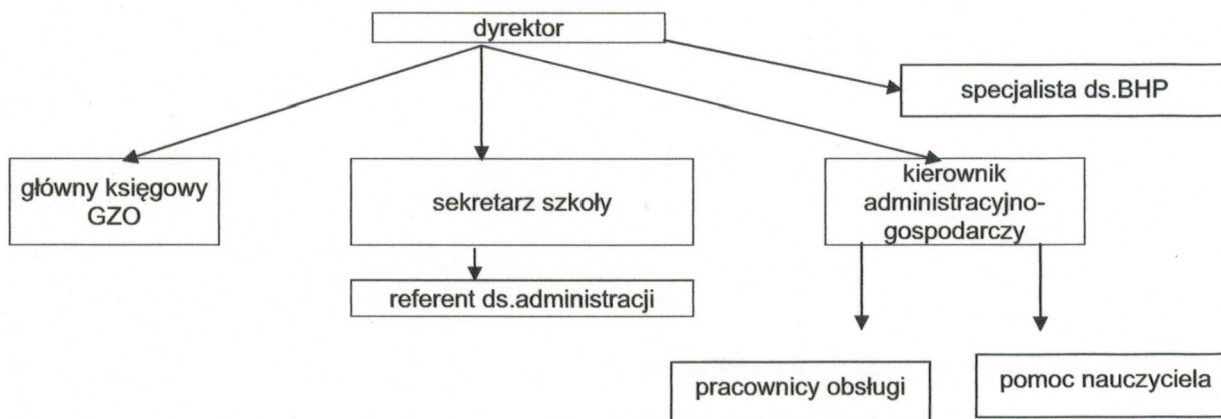 dyrektor
specjalista ds.BHP
główny księgowy
GZO
sekretarz szkoły
kierownik
administracyjno-
gospodarczy
referent ds.administracji
pracownicy obsługi
pomoc nauczyciela